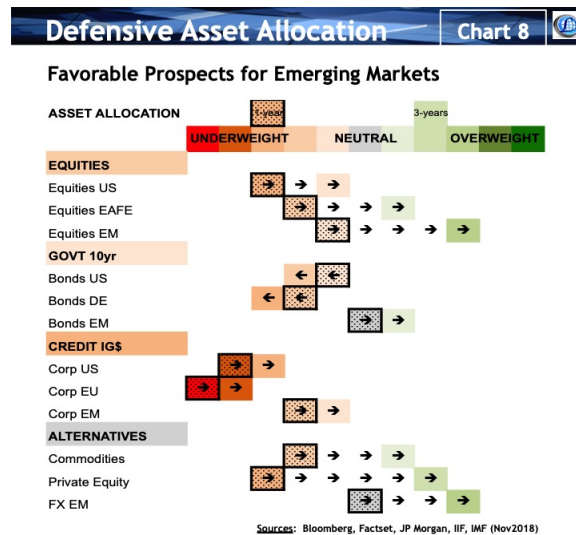 Defensive Asset Allocation Chart 8
Favorable Prospects for Emerging Markets
ASSET ALLOCATION 1-year 3-years
UNDERWEIGHT NEUTRAL OVERWEIGHT
EQUITIES
Equities US
Equities EAFE
Equities EM
GOVT 10yr
Bonds US
Bonds DE
Bonds EM
CREDIT IG$
Corp US
Corp EU
Corp EM
ALTERNATIVES
Commodities
Private Equity
FX EM
Sources: Bloomberg, Factset, JP Morgan, IIF, IMF (Nov2018)